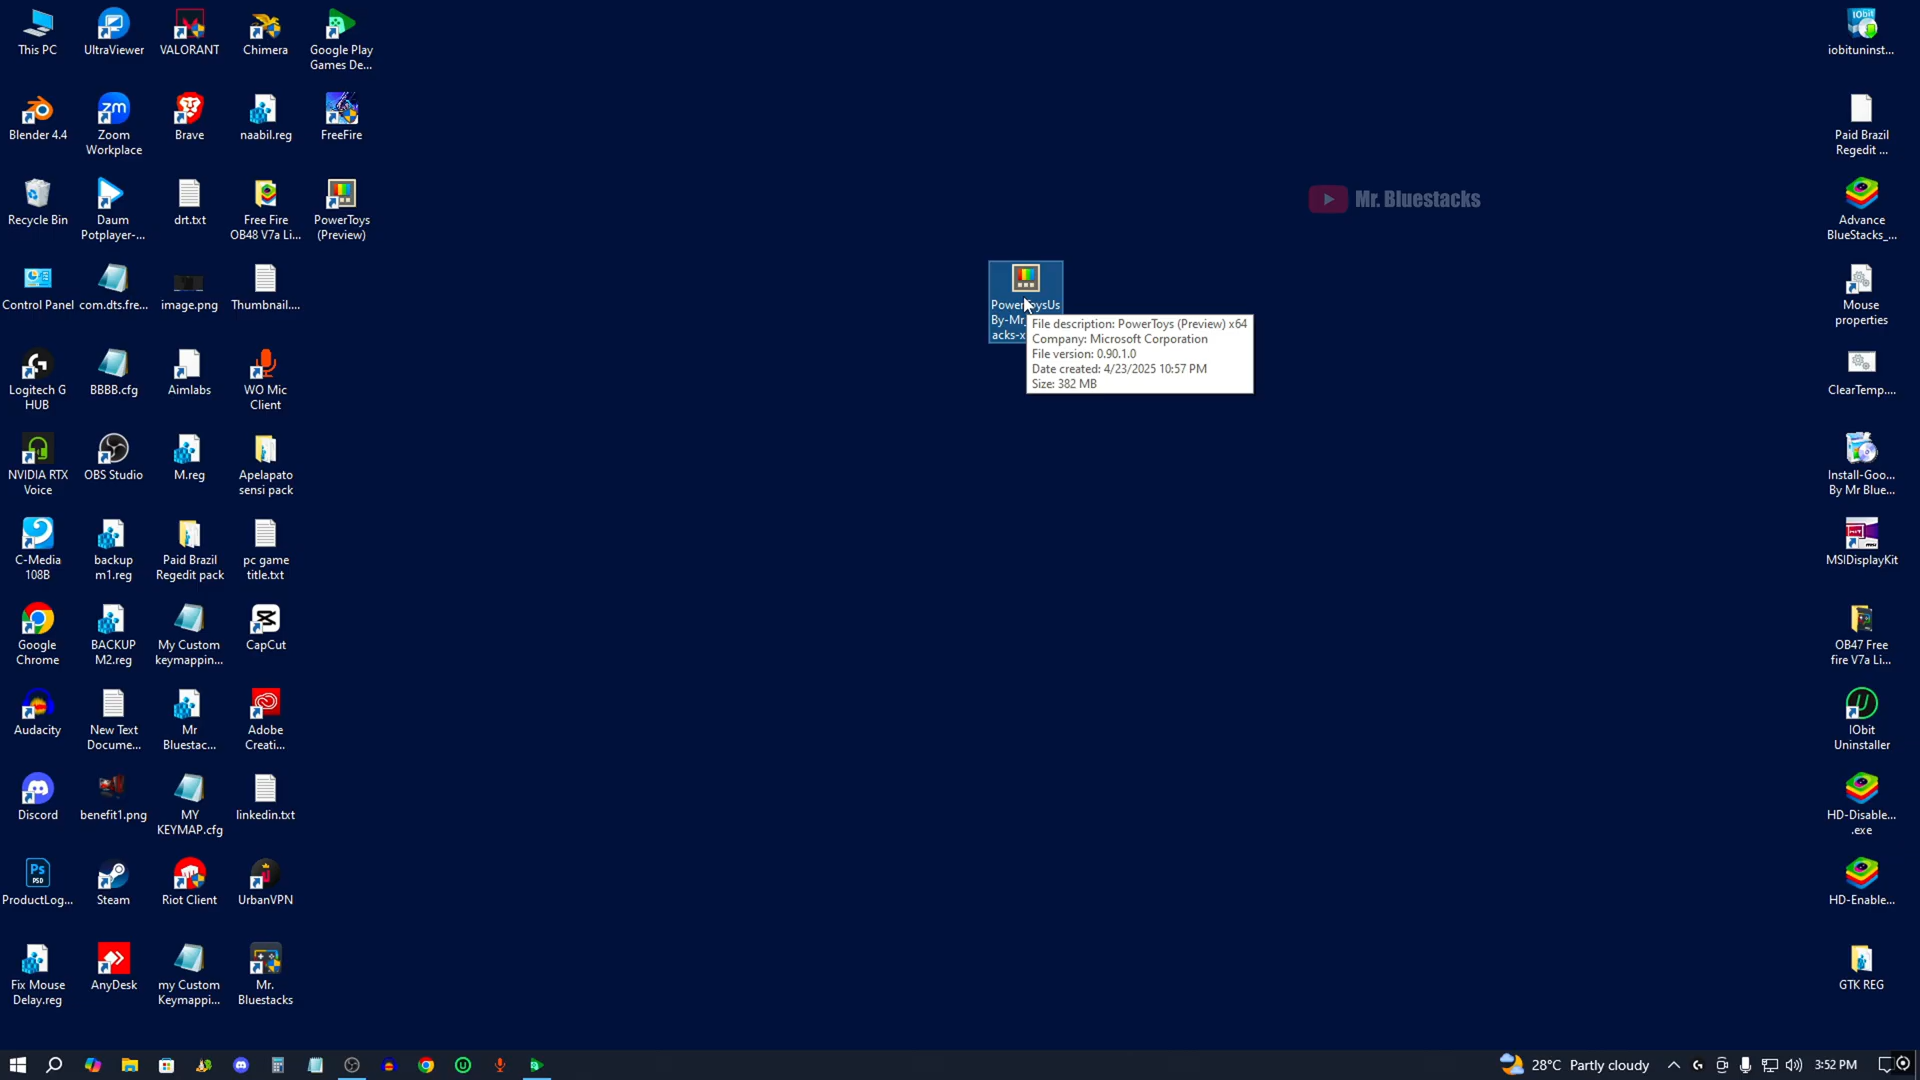 This PC
UltraViewer
VALORANT
Chimera
Google Play
Games De...
Blender 4.4
Zoom
Workplace
Brave
naabil.reg
FreeFire
Recycle Bin
Daum
Potplayer-...
drt.txt
Free Fire
OB48 V7a Li...
PowerToys
(Preview)
Control Panel
com.dts.fre...
image.png
Thumbnail....
Logitech G
HUB
BBBB.cfg
Aimlabs
WO Mic
Client
NVIDIA RTX
Voice
OBS Studio
M.reg
Apelapato
sensi pack
C-Media
108B
backup
m1.reg
Paid Brazil
Regedit pack
pc game
title.txt
Google
Chrome
BACKUP
M2.reg
My Custom
keymappin...
CapCut
Audacity
New Text
Docume...
Mr
Bluestac...
Adobe
Creati...
Discord
benefit1.png
MY
KEYMAP.cfg
linkedin.txt
ProductLog...
Steam
Riot Client
UrbanVPN
Fix Mouse
Delay.reg
AnyDesk
my Custom
Keymappi...
Mr.
Bluestacks
Mr. Bluestacks
By-Mr
acks-x
File description: PowerToys (Preview) x64
Company: Microsoft Corporation
File version: 0.90.1.0
Date created: 4/23/2025 10:57 PM
Size: 382 MB
iobituninst...
Paid Brazil
Regedit ...
Advance
BlueStacks_...
Mouse
properties
ClearTemp....
Install-Goo...
By Mr Blue...
MSIDisplayKit
OB47 Free
fire V7a Li...
IObit
Uninstaller
HD-Disable...
.exe
HD-Enable...
GTK REG
28°C Partly cloudy
3:52 PM